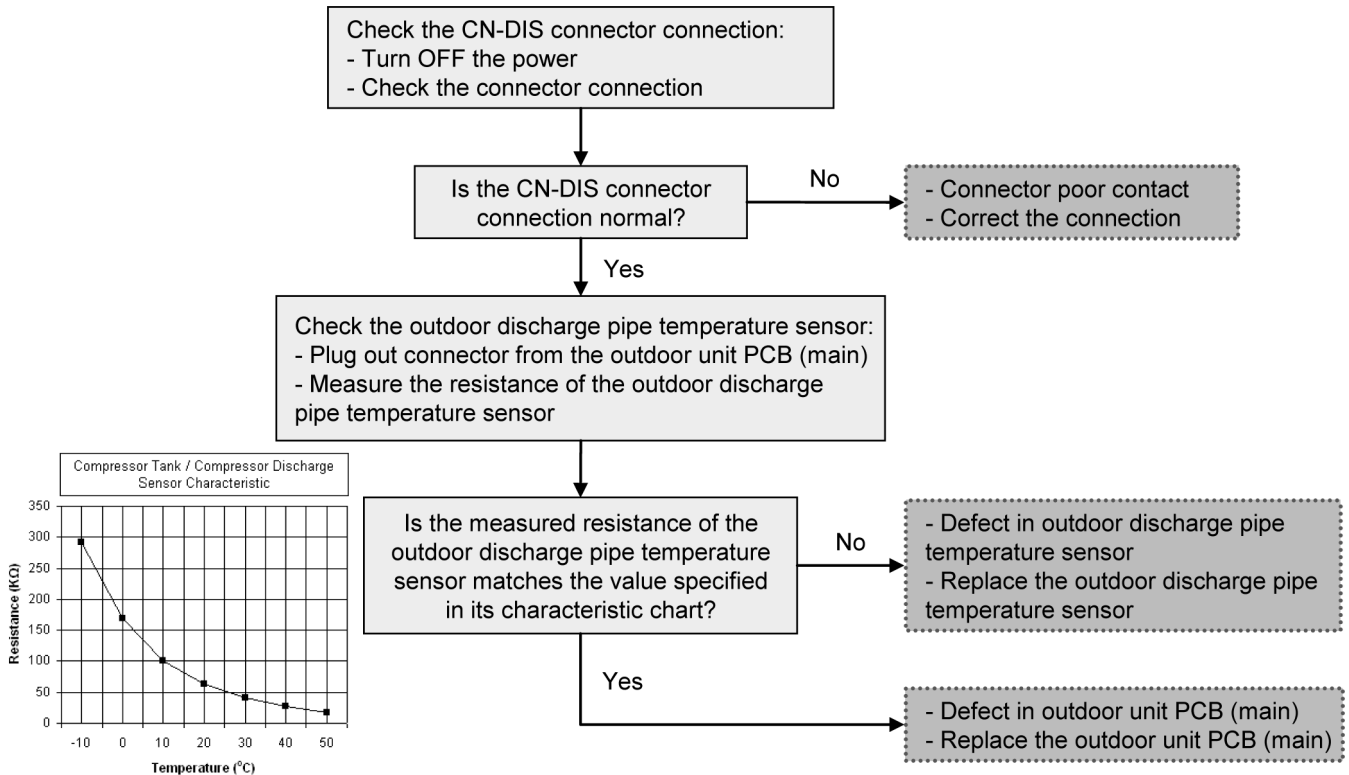 Check the CN-DIS connector connection:
- Turn OFF the power
- Check the connector connection
Is the CN-DIS connector
connection normal?
No
- Connector poor contact
- Correct the connection
Yes
Check the outdoor discharge pipe temperature sensor:
- Plug out connector from the outdoor unit PCB (main)
- Measure the resistance of the outdoor discharge
pipe temperature sensor
Compressor Tank / Compressor Discharge
Sensor Characteristic
Resistance (KΩ)
350
300
250
200
150
100
50
0
-10 0 10 20 30 40 50
Temperature (°C)
Is the measured resistance of the
outdoor discharge pipe temperature
sensor matches the value specified
in its characteristic chart?
No
- Defect in outdoor discharge pipe
temperature sensor
- Replace the outdoor discharge pipe
temperature sensor
Yes
- Defect in outdoor unit PCB (main)
- Replace the outdoor unit PCB (main)